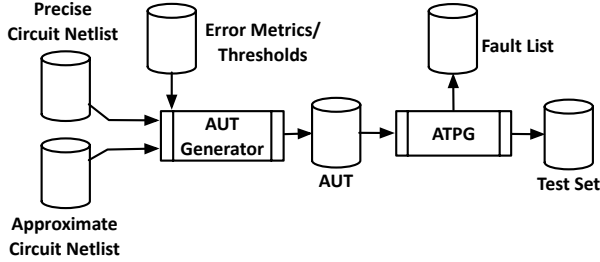 Precise
Circuit Netlist
Error Metrics/
Thresholds
Fault List
AUT
Generator
ATPG
AUT
Test Set
Approximate
Circuit Netlist